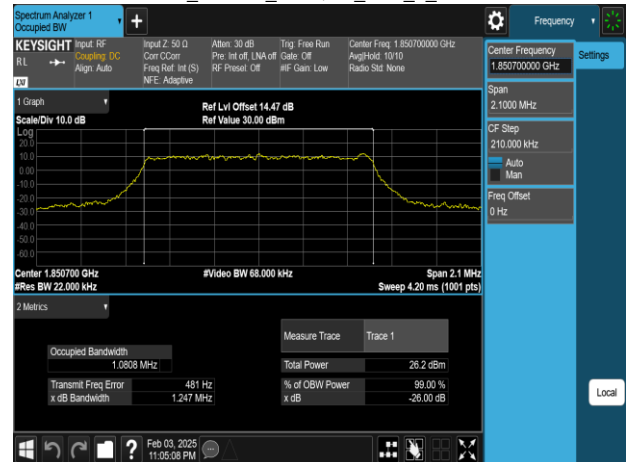 Spectrum Analyzer 1
Occupied BW
+
Frequency
KEYSIGHT
RL
LXI
Input: RF
Coupling: DC
Align: Auto
Input Z: 50 Ω
Corr CCorr
Freq Ref: Int (S)
NFE: Adaptive
Atten: 30 dB
Pre: Int off, LNA off
RF Presel: Off
Trig: Free Run
Gate: Off
#IF Gain: Low
Center Freq: 1.850700000 GHz
Avg|Hold: 10/10
Radio Std: None
Center Frequency
1.850700000 GHz
Settings
Span
2.1000 MHz
CF Step
210.000 kHz
Auto
Man
Freq Offset
0 Hz
Local
1 Graph
Scale/Div 10.0 dB
Ref Lvl Offset 14.47 dB
Ref Value 30.00 dBm
Log
20.0
10.0
0.00
-10.0
-20.0
-30.0
-40.0
-50.0
-60.0
Center 1.850700 GHz
#Video BW 68.000 kHz
Span 2.1 MHz
#Res BW 22.000 kHz
Sweep 4.20 ms (1001 pts)
2 Metrics
Measure Trace
Trace 1
Occupied Bandwidth
1.0808 MHz
Total Power
26.2 dBm
Transmit Freq Error
481 Hz
% of OBW Power
99.00 %
x dB Bandwidth
1.247 MHz
x dB
-26.00 dB
?
Feb 03, 2025
11:05:08 PM